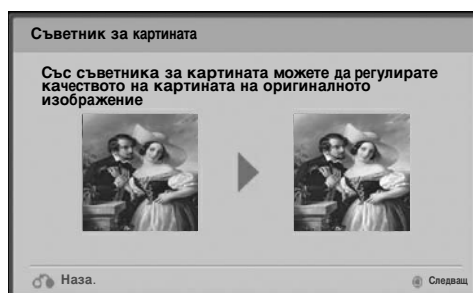 Съветник за картината
Със съветника за картината можете да регулирате
качеството на картината на оригиналното
изображение
Наза.
Следващ